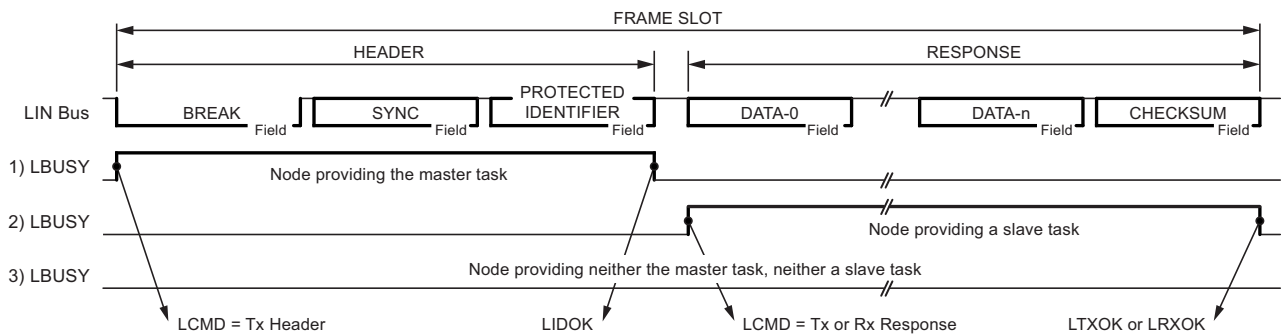 FRAME SLOT
HEADER
RESPONSE
LIN Bus
BREAK
Field
SYNC
Field
PROTECTED
IDENTIFIER
Field
DATA-0
Field
DATA-n
Field
CHECKSUM
Field
1) LBUSY
Node providing the master task
2) LBUSY
Node providing a slave task
3) LBUSY
Node providing neither the master task, neither a slave task
LCMD = Tx Header
LIDOK
LCMD = Tx or Rx Response
LTXOK or LRXOK